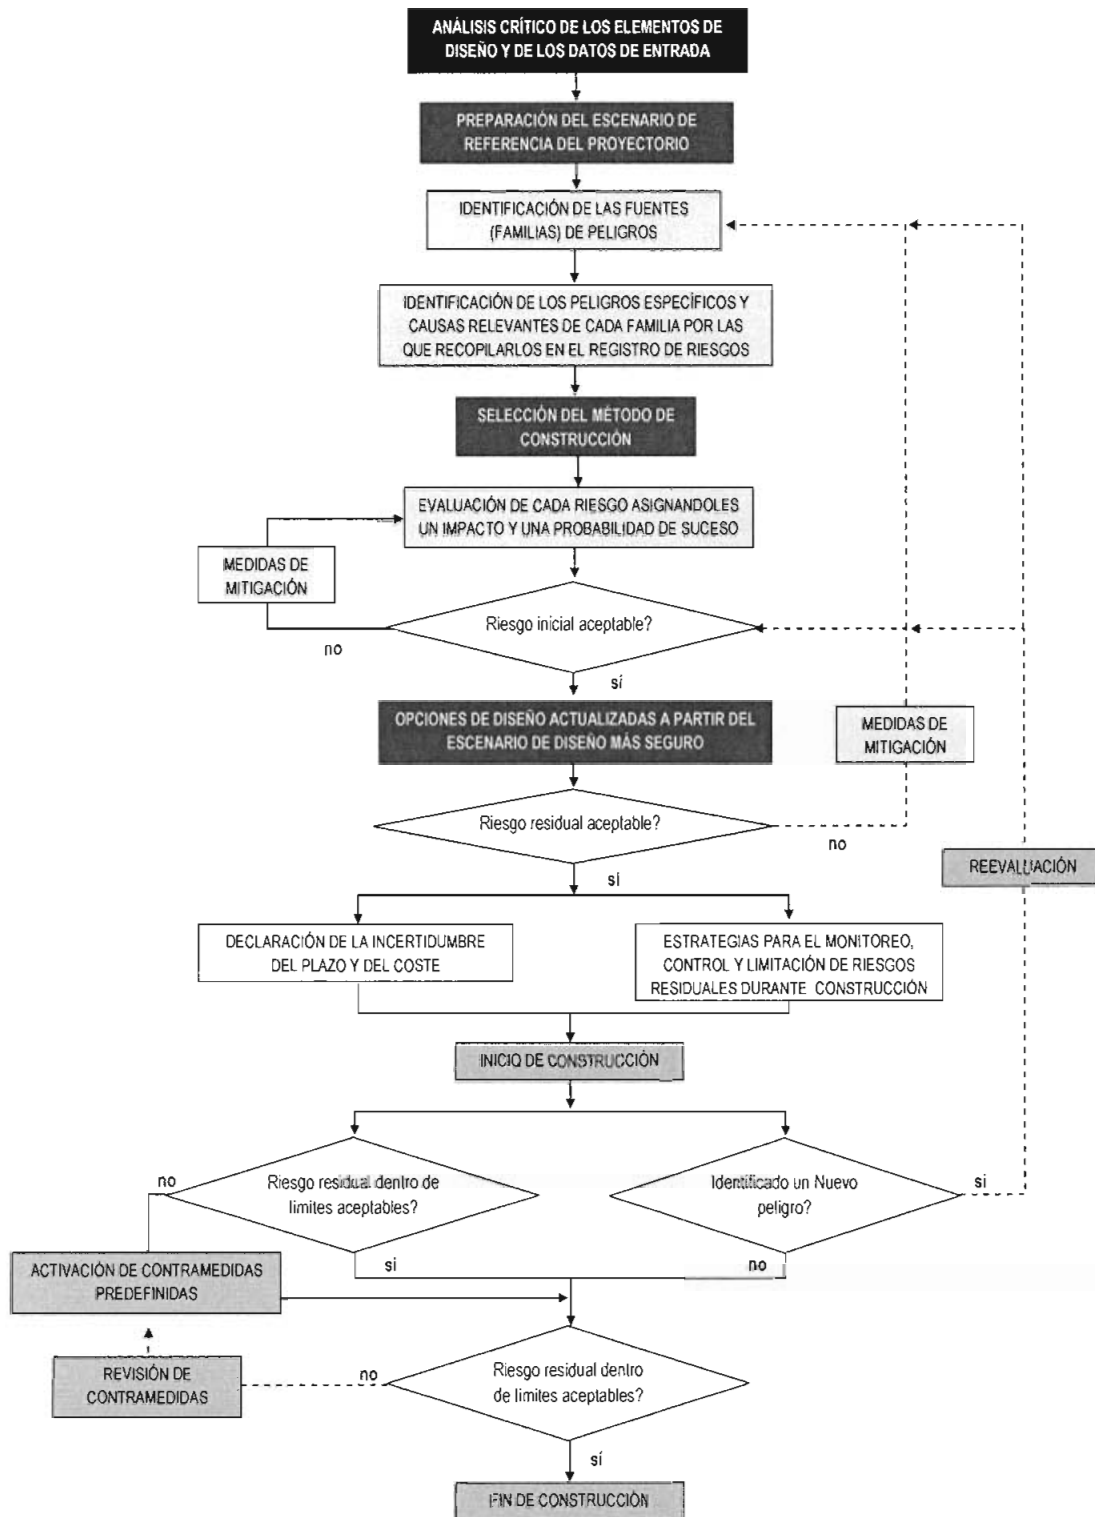 ANÁLISIS CRÍTICO DE LOS ELEMENTOS DE
DISEÑO Y DE LOS DATOS DE ENTRADA
PREPARACIÓN DEL ESCENARIO DE
REFERENCIA DEL PROYECTORIO
IDENTIFICACIÓN DE LAS FUENTES
(FAMILIAS) DE PELIGROS
IDENTIFICACIÓN DE LOS PELIGROS ESPECÍFICOS Y
CAUSAS RELEVANTES DE CADA FAMILIA POR LAS
QUE RECOPILARLOS EN EL REGISTRO DE RIESGOS
SELECCIÓN DEL MÉTODO DE
CONSTRUCCIÓN
EVALUACIÓN DE CADA RIESGO ASIGNANDOLES
UN IMPACTO Y UNA PROBABILIDAD DE SUCESO
MEDIDAS DE
MITIGACIÓN
Riesgo inicial aceptable?
no
sí
OPCIONES DE DISEÑO ACTUALIZADAS A PARTIR DEL
ESCENARIO DE DISEÑO MÁS SEGURO
MEDIDAS DE
MITIGACIÓN
Riesgo residual aceptable?
no
sí
REEVALUACIÓN
DECLARACIÓN DE LA INCERTIDUMBRE
DEL PLAZO Y DEL COSTE
ESTRATEGIAS PARA EL MONITOREO,
CONTROL Y LIMITACIÓN DE RIESGOS
RESIDUALES DURANTE CONSTRUCCIÓN
INICIO DE CONSTRUCCIÓN
no
Riesgo residual dentro de
limites aceptables?
si
Identificado un Nuevo
peligro?
si
no
ACTIVACIÓN DE CONTRAMEDIDAS
PREDEFINIDAS
REVISIÓN DE
CONTRAMEDIDAS
no
Riesgo residual dentro
de limites aceptables?
sí
FIN DE CONSTRUCCIÓN